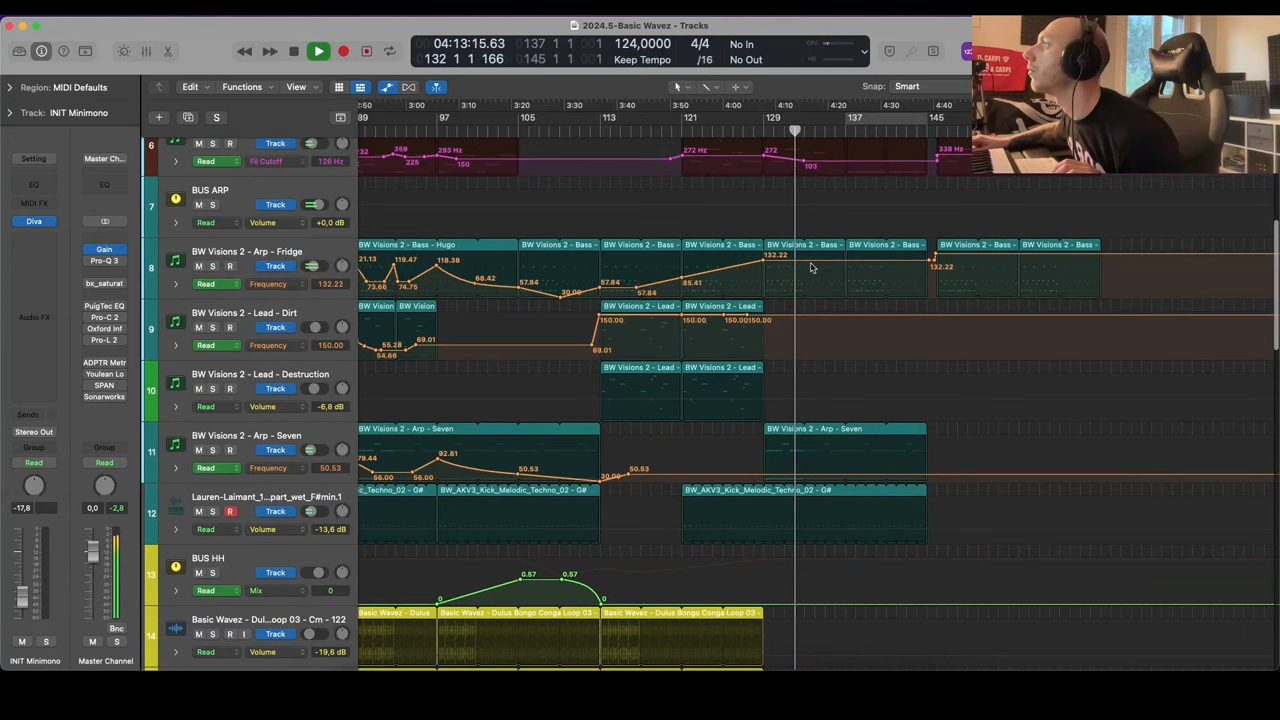 2024.5-Basic Wavez - Tracks
04:13:15.63
132 1 1 166
0137 1 1 001
0145 1 1 001
124,0000
Keep Tempo
4/4
/16
No In
No Out
CPU
HD
Region: MIDI Defaults
Track: INIT Minimono
Edit
Functions
View
Snap: Smart
S
3:00 3:10 3:20 3:30 3:40 3:50 4:00 4:10 4:20 4:30 4:40
97 105 113 121 129 137 145
Setting
EQ
MIDI FX
Diva
Audio FX
Sends
Stereo Out
Group
Read
-17,8
M S
INIT Minimono
Master Ch...
EQ
Gain
Pro-Q 3
bx_saturat
PuigTec EQ
Pro-C 2
Oxford Inf
Pro-L 2
ADPTR Metr
Youlean Lo
SPAN
Sonarworks
Group
Read
0,0 -2,8
Bnc
M S
Master Channel
6
M S R Track
Read Fil Cutoff 126 Hz
359
225
293 Hz
150
272 Hz
272
103
338 Hz
7
BUS ARP
M S Track
Read Volume +0,0 dB
8
BW Visions 2 - Arp - Fridge
M S R Track
Read Frequency 132.22
BW Visions 2 - Bass - Hugo
BW Visions 2 - Bass
BW Visions 2 - Bass -
BW Visions 2 - Bass -
BW Visions 2 - Bass
BW Visions 2 - Bass -
BW Visions 2 - Bass -
BW Visions 2 - Bass -
21.13
73.66
119.47
74.75
118.38
68.42
57.84
30.00
57.84
57.84
85.41
132.22
132.22
9
BW Visions 2 - Lead - Dirt
M S R Track
Read Frequency 150.00
BW Vision
BW Visions 2 - Lead -
BW Visions 2 - Lead -
54.66
55.28
69.01
69.01
150.00
150.00
150.00
150.00
10
BW Visions 2 - Lead - Destruction
M S R Track
Read Volume -6,8 dB
BW Visions 2 - Lead -
BW Visions 2 - Lead -
11
BW Visions 2 - Arp - Seven
M S R Track
Read Frequency 50.53
BW Visions 2 - Arp - Seven
BW Visions 2 - Arp - Seven
79.44
56.00
56.00
92.81
50.53
30.00
50.53
12
Lauren-Laimant_1...part_wet_F#min.1
M S R Track
Read Volume -13,6 dB
c_Techno_02 - G#
BW_AKV3_Kick_Melodic_Techno_02 - G#
BW_AKV3_Kick_Melodic_Techno_02 - G#
13
BUS HH
M S Track
Read Mix 0
0
0.57
0.57
0
14
Basic Wavez - Dul...oop 03 - Cm - 122
M S R I Track
Read Volume -19,6 dB
Basic Wavez - Dulus
Basic Wavez - Dulus Bongo Conga Loop 03 -
Basic Wavez - Dulus Bongo Conga Loop 03 -